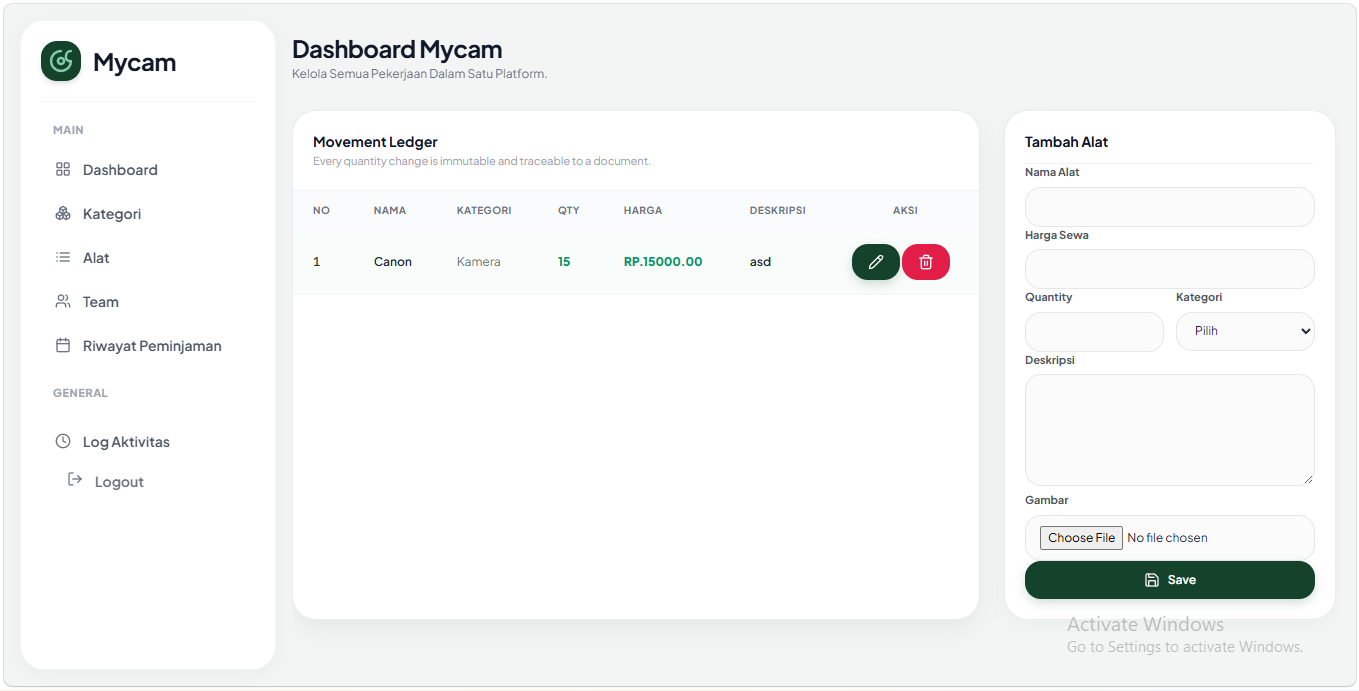 Mycam
MAIN
Dashboard
Kategori
Alat
Team
Riwayat Peminjaman
GENERAL
Log Aktivitas
Logout
Dashboard Mycam
Kelola Semua Pekerjaan Dalam Satu Platform.
Movement Ledger
Every quantity change is immutable and traceable to a document.
NO NAMA KATEGORI QTY HARGA DESKRIPSI AKSI
1 Canon Kamera 15 RP.15000.00 asd
Tambah Alat
Nama Alat
Harga Sewa
Quantity Kategori
Pilih
Deskripsi
Gambar
Choose File No file chosen
Save
Activate Windows
Go to Settings to activate Windows.